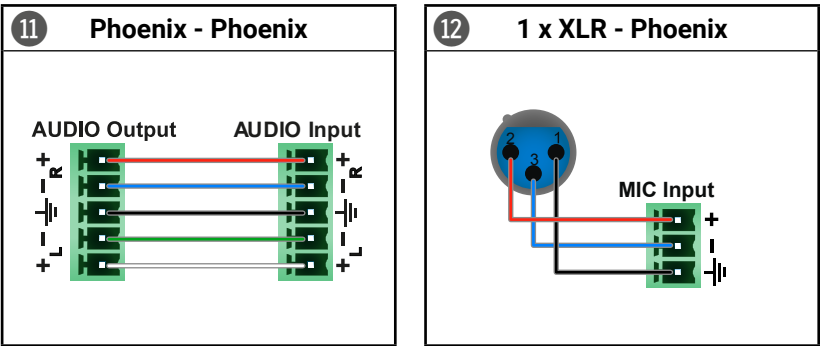 11 Phoenix - Phoenix
AUDIO Output AUDIO Input
+ +
R R
- -
- -
L L
+ +
12 1 x XLR - Phoenix
2 1
3
MIC Input
+
-